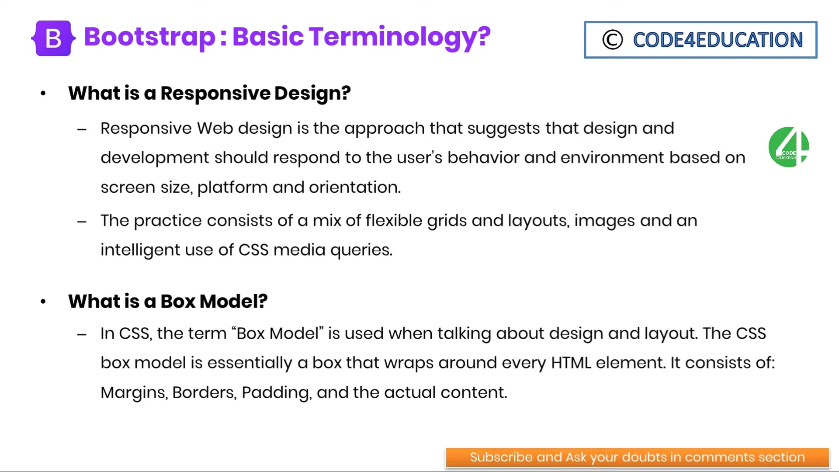 B Bootstrap : Basic Terminology?
© CODE4EDUCATION
• What is a Responsive Design?
– Responsive Web design is the approach that suggests that design and
development should respond to the user's behavior and environment based on
screen size, platform and orientation.
4
CODE
EDUCATION
– The practice consists of a mix of flexible grids and layouts, images and an
intelligent use of CSS media queries.
• What is a Box Model?
– In CSS, the term “Box Model” is used when talking about design and layout. The CSS
box model is essentially a box that wraps around every HTML element. It consists of:
Margins, Borders, Padding, and the actual content.
Subscribe and Ask your doubts in comments section